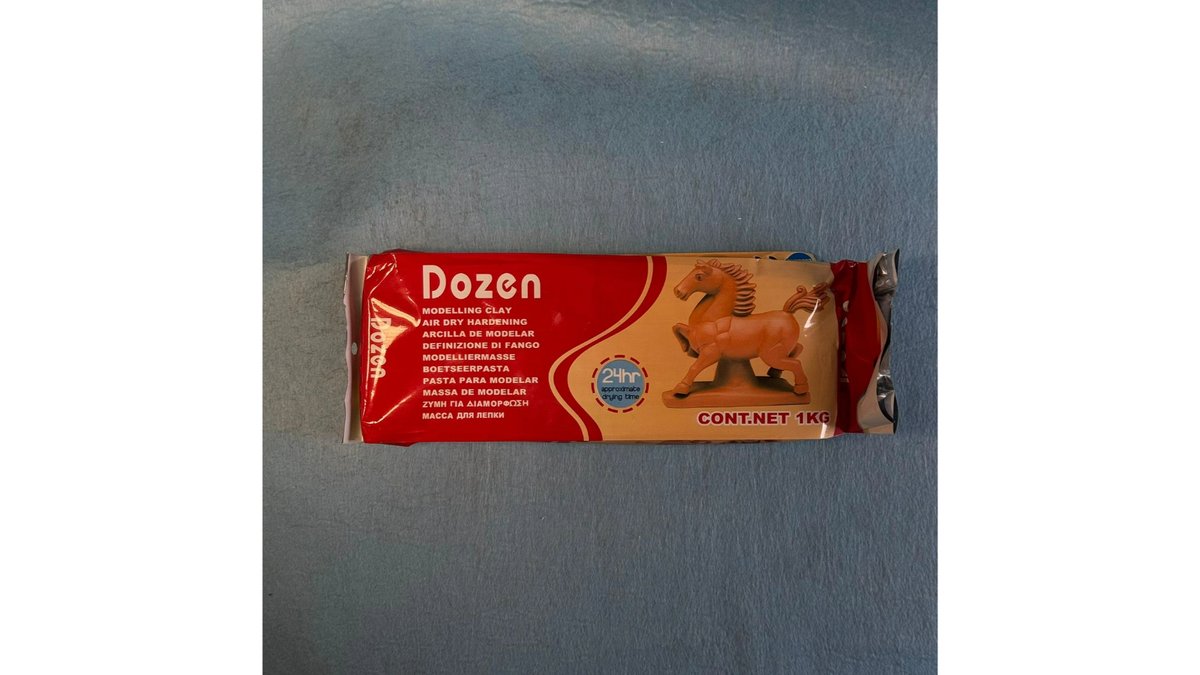 Dozen
Dozen
MODELLING CLAY
AIR DRY HARDENING
ARCILLA DE MODELAR
DEFINIZIONE DI FANGO
MODELLIERMASSE
BOETSEERPASTA
PASTA PARA MODELAR
MASSA DE MODELAR
ΖΥΜΗ ΓΙΑ ΔΙΑΜΟΡΦΩΣΗ
МАССА ДЛЯ ЛЕПКИ
24hr
approximate
drying time
CONT.NET 1KG